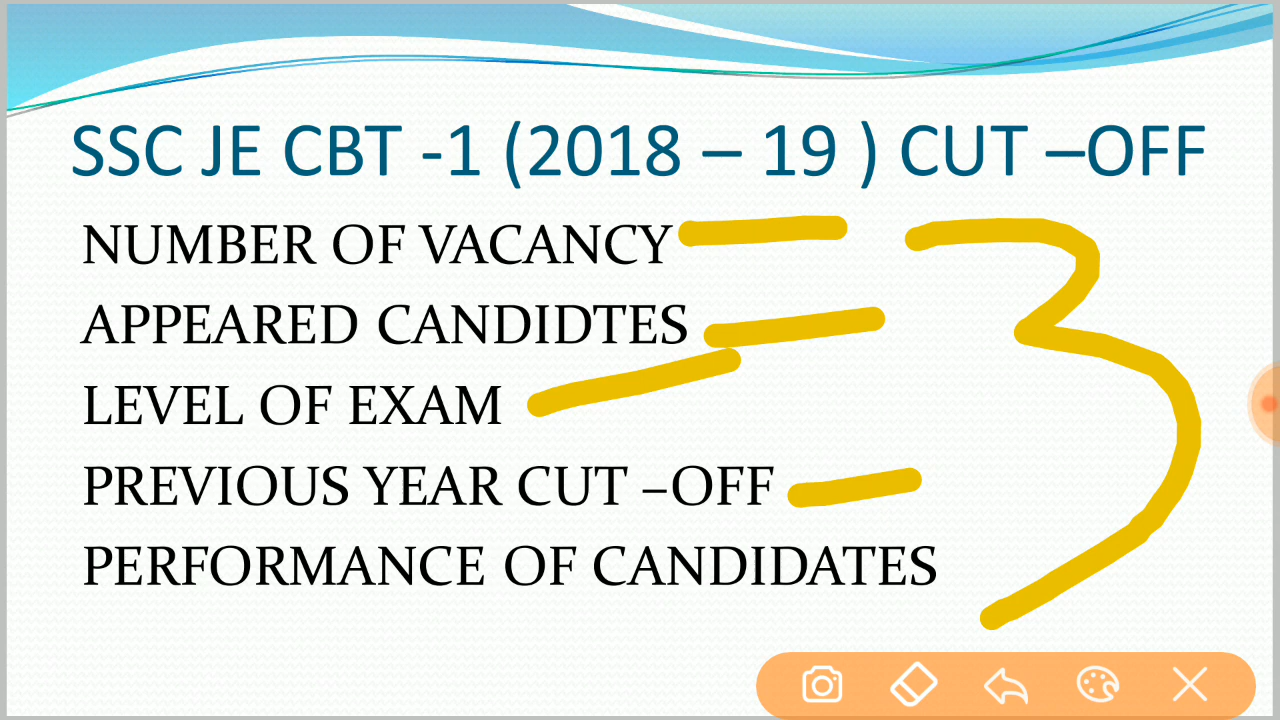 SSC JE CBT -1 (2018 – 19 ) CUT –OFF
NUMBER OF VACANCY
APPEARED CANDIDTES
LEVEL OF EXAM
PREVIOUS YEAR CUT –OFF
PERFORMANCE OF CANDIDATES